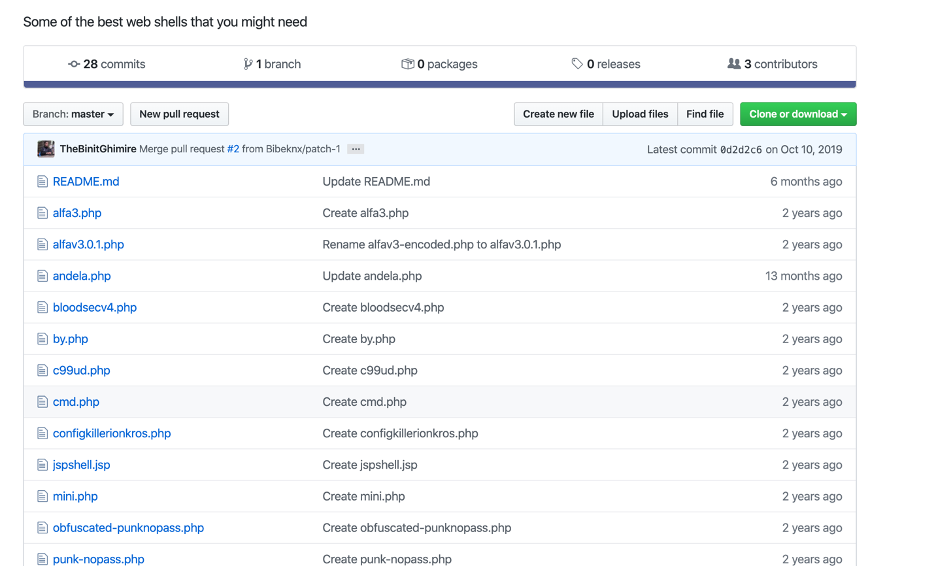 Some of the best web shells that you might need
28 commits 1 branch 0 packages 0 releases 3 contributors
Branch: master New pull request Create new file Upload files Find file Clone or download
TheBinitGhimire Merge pull request #2 from Bibeknx/patch-1 ... Latest commit 0d2d2c6 on Oct 10, 2019
README.md Update README.md 6 months ago
alfa3.php Create alfa3.php 2 years ago
alfav3.0.1.php Rename alfav3-encoded.php to alfav3.0.1.php 2 years ago
andela.php Update andela.php 13 months ago
bloodsecv4.php Create bloodsecv4.php 2 years ago
by.php Create by.php 2 years ago
c99ud.php Create c99ud.php 2 years ago
cmd.php Create cmd.php 2 years ago
configkillerionkros.php Create configkillerionkros.php 2 years ago
jspshell.jsp Create jspshell.jsp 2 years ago
mini.php Create mini.php 2 years ago
obfuscated-punknopass.php Create obfuscated-punknopass.php 2 years ago
punk-nopass.php Create punk-nopass.php 2 years ago